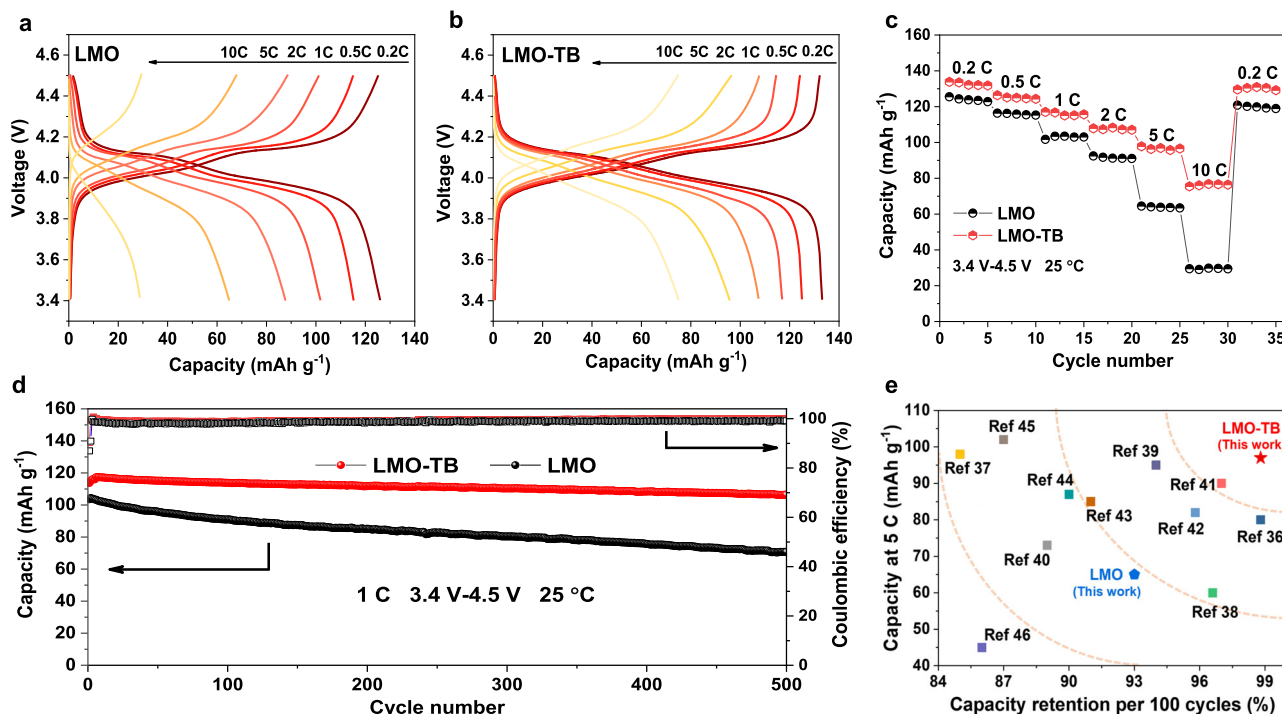 a
LMO
10C 5C 2C 1C 0.5C 0.2C
4.6
4.4
4.2
4.0
3.8
3.6
3.4
Voltage (V)
0 20 40 60 80 100 120 140
Capacity (mAh g-1)
b
LMO-TB
10C 5C 2C 1C 0.5C 0.2C
4.6
4.4
4.2
4.0
3.8
3.6
3.4
Voltage (V)
0 20 40 60 80 100 120 140
Capacity (mAh g-1)
c
160
140
120
100
80
60
40
20
0
Capacity (mAh g-1)
0.2 C
0.5 C
1 C
2 C
5 C
10 C
0.2 C
LMO
LMO-TB
3.4 V-4.5 V 25 °C
0 5 10 15 20 25 30 35
Cycle number
d
160
140
120
100
80
60
40
20
0
Capacity (mAh g-1)
LMO-TB LMO
1 C 3.4 V-4.5 V 25 °C
100
80
60
40
20
0
Coulombic efficiency (%)
0 100 200 300 400 500
Cycle number
e
110
100
90
80
70
60
50
40
Capacity at 5 C (mAh g-1)
Ref 45
LMO-TB
(This work)
Ref 37
Ref 39
Ref 44
Ref 41
Ref 43
Ref 42
Ref 36
Ref 40
LMO
(This work)
Ref 38
Ref 46
84 87 90 93 96 99
Capacity retention per 100 cycles (%)